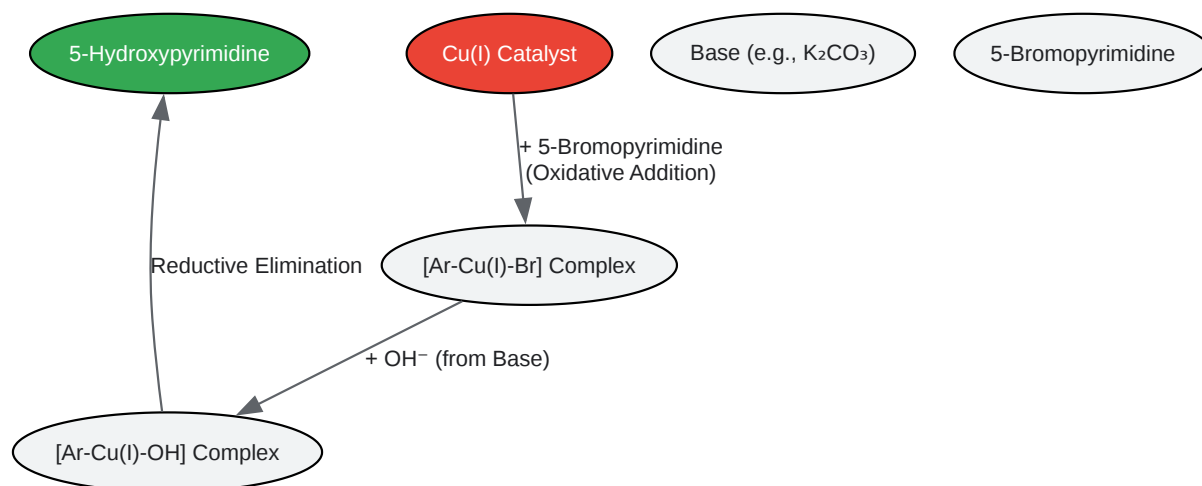 5-Hydroxypyrimidine
Cu(I) Catalyst
Base (e.g., K₂CO₃)
5-Bromopyrimidine
+ 5-Bromopyrimidine
(Oxidative Addition)
Reductive Elimination
[Ar-Cu(I)-Br] Complex
+ OH⁻ (from Base)
[Ar-Cu(I)-OH] Complex